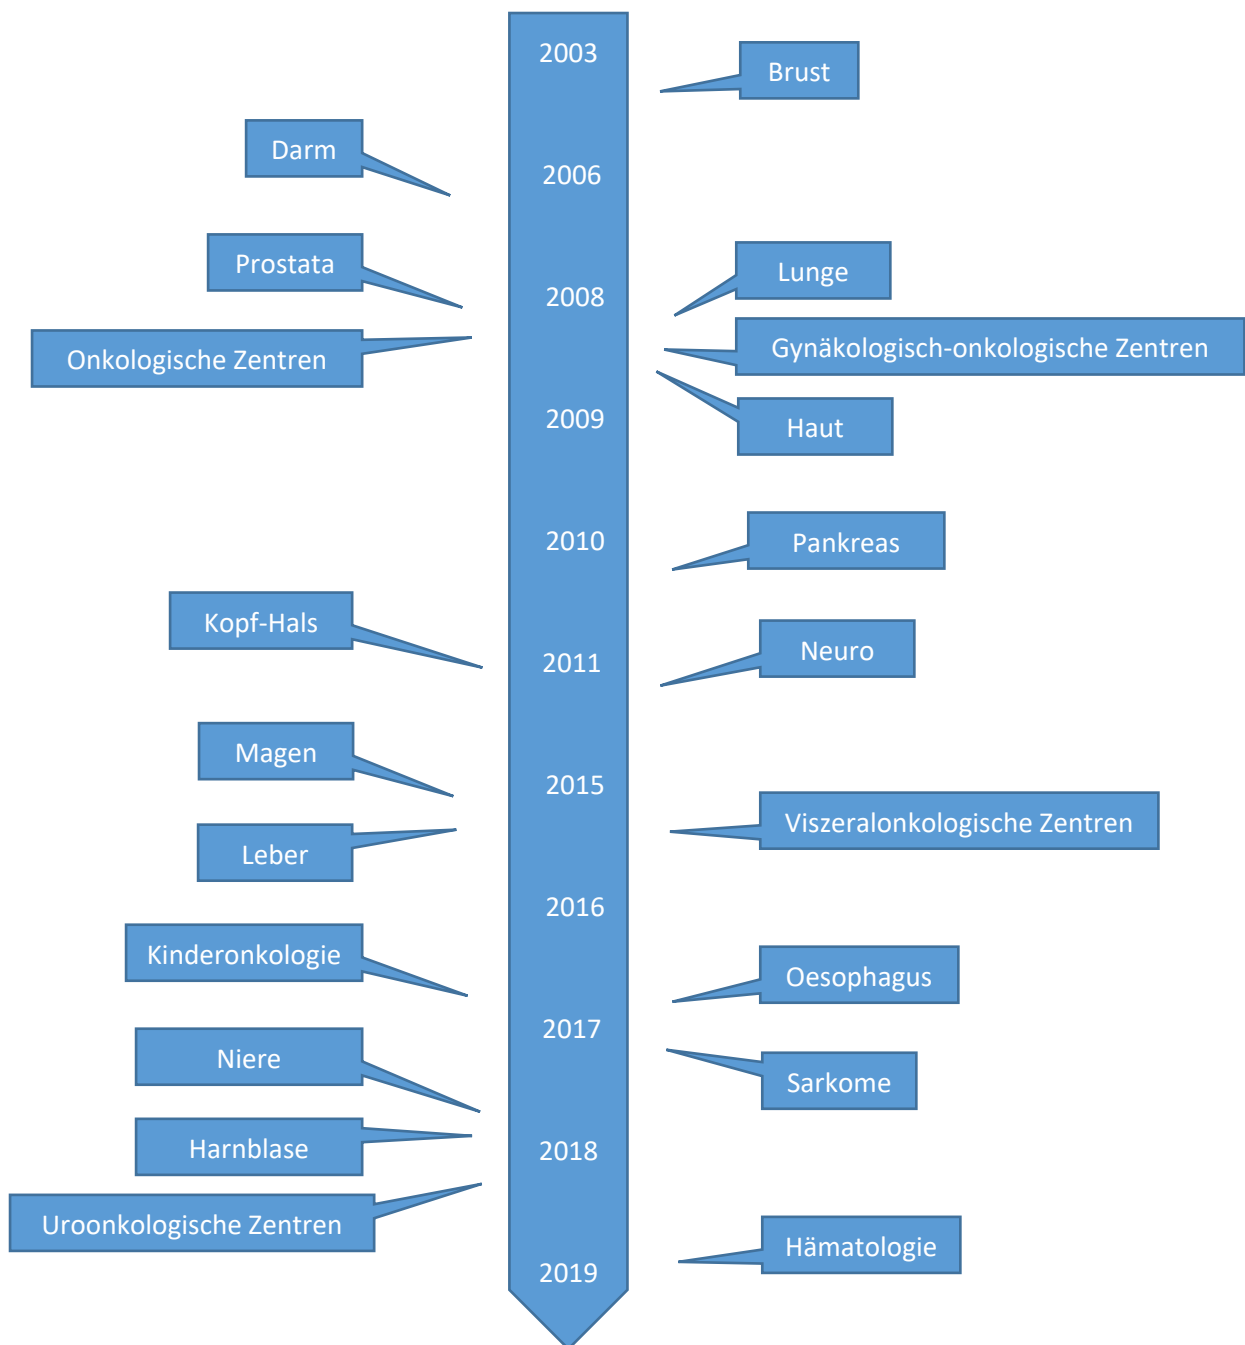 2003
Brust
Darm
2006
Prostata
Lunge
2008
Onkologische Zentren
Gynäkologisch-onkologische Zentren
2009
Haut
2010
Pankreas
Kopf-Hals
Neuro
2011
Magen
2015
Viszeralonkologische Zentren
Leber
2016
Kinderonkologie
Oesophagus
2017
Niere
Sarkome
Harnblase
2018
Uroonkologische Zentren
Hämatologie
2019